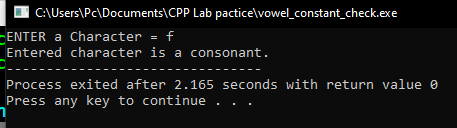 C:\Users\Pc\Documents\CPP Lab pactice\vowel_constant_check.exe
ENTER a Character = f
Entered character is a consonant.
--------------------------------
Process exited after 2.165 seconds with return value 0
Press any key to continue . . .